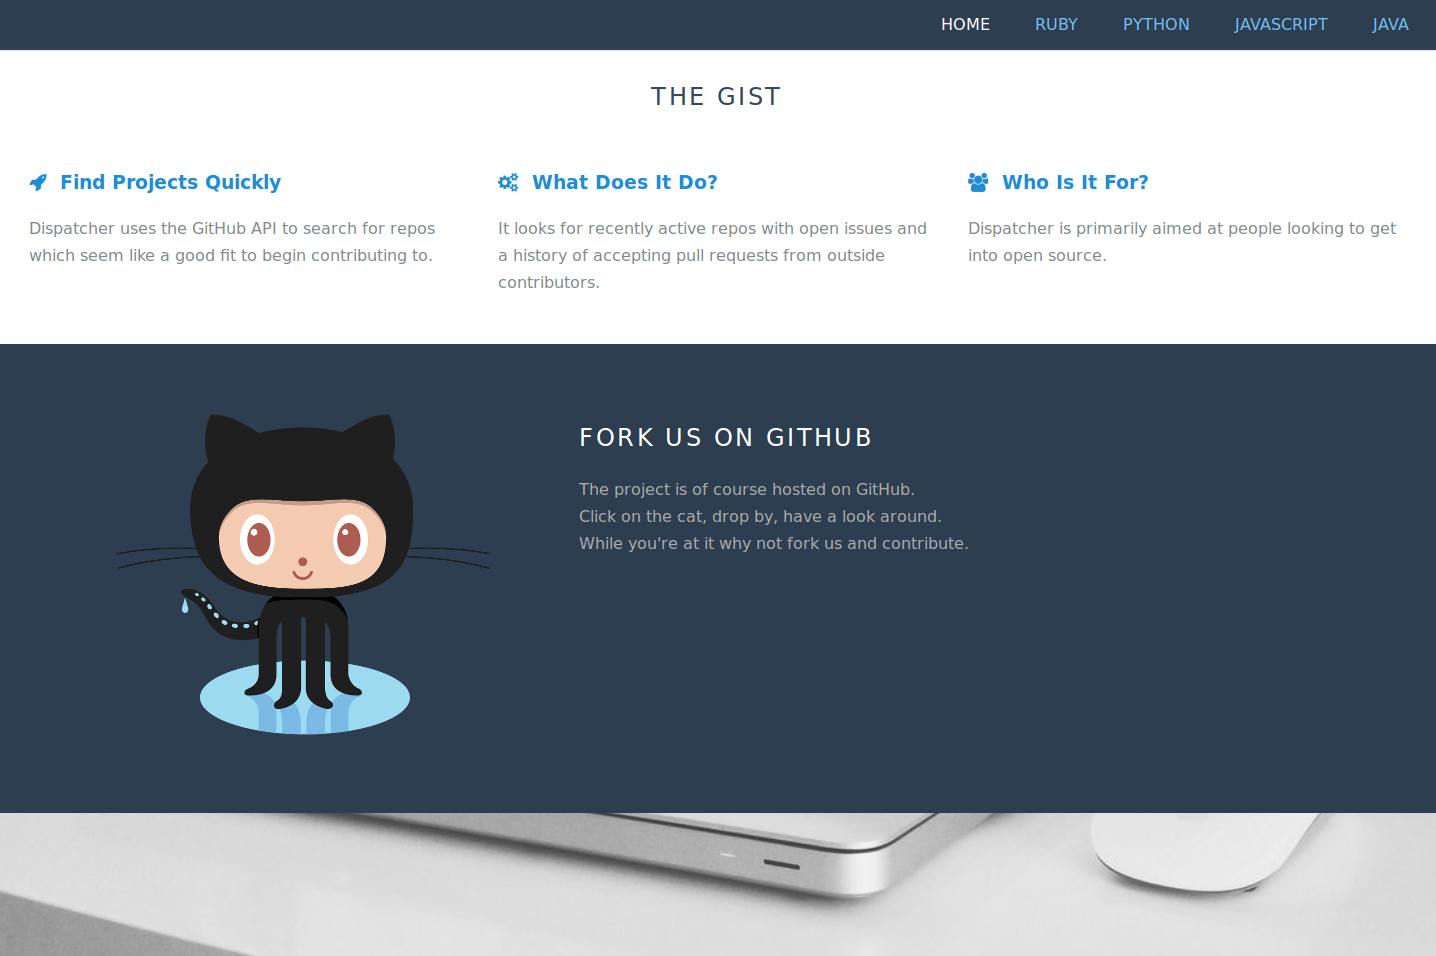 HOME RUBY PYTHON JAVASCRIPT JAVA
THE GIST
Find Projects Quickly
Dispatcher uses the GitHub API to search for repos
which seem like a good fit to begin contributing to.
What Does It Do?
It looks for recently active repos with open issues and
a history of accepting pull requests from outside
contributors.
Who Is It For?
Dispatcher is primarily aimed at people looking to get
into open source.
FORK US ON GITHUB
The project is of course hosted on GitHub.
Click on the cat, drop by, have a look around.
While you're at it why not fork us and contribute.